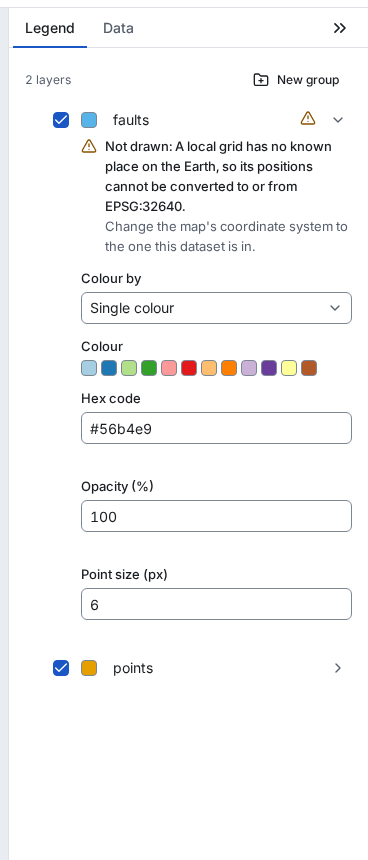 Legend
Data
2 layers
New group
faults
Not drawn: A local grid has no known
place on the Earth, so its positions
cannot be converted to or from
EPSG:32640.
Change the map's coordinate system to
the one this dataset is in.
Colour by
Single colour
Colour
Hex code
#56b4e9
Opacity (%)
100
Point size (px)
6
points